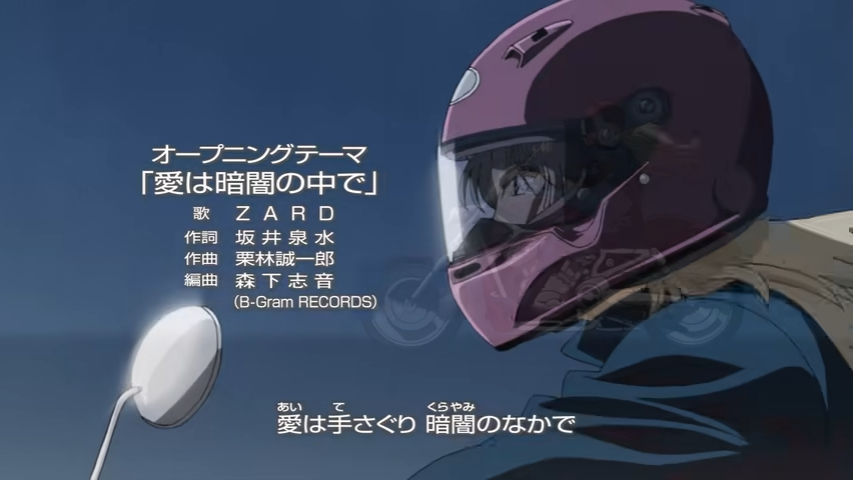 オープニングテーマ
「愛は暗闇の中で」
歌 ZARD
作詞 坂井泉水
作曲 栗林誠一郎
編曲 森下志音
(B-Gram RECORDS)
あい て くらやみ
愛は手さぐり 暗闇のなかで